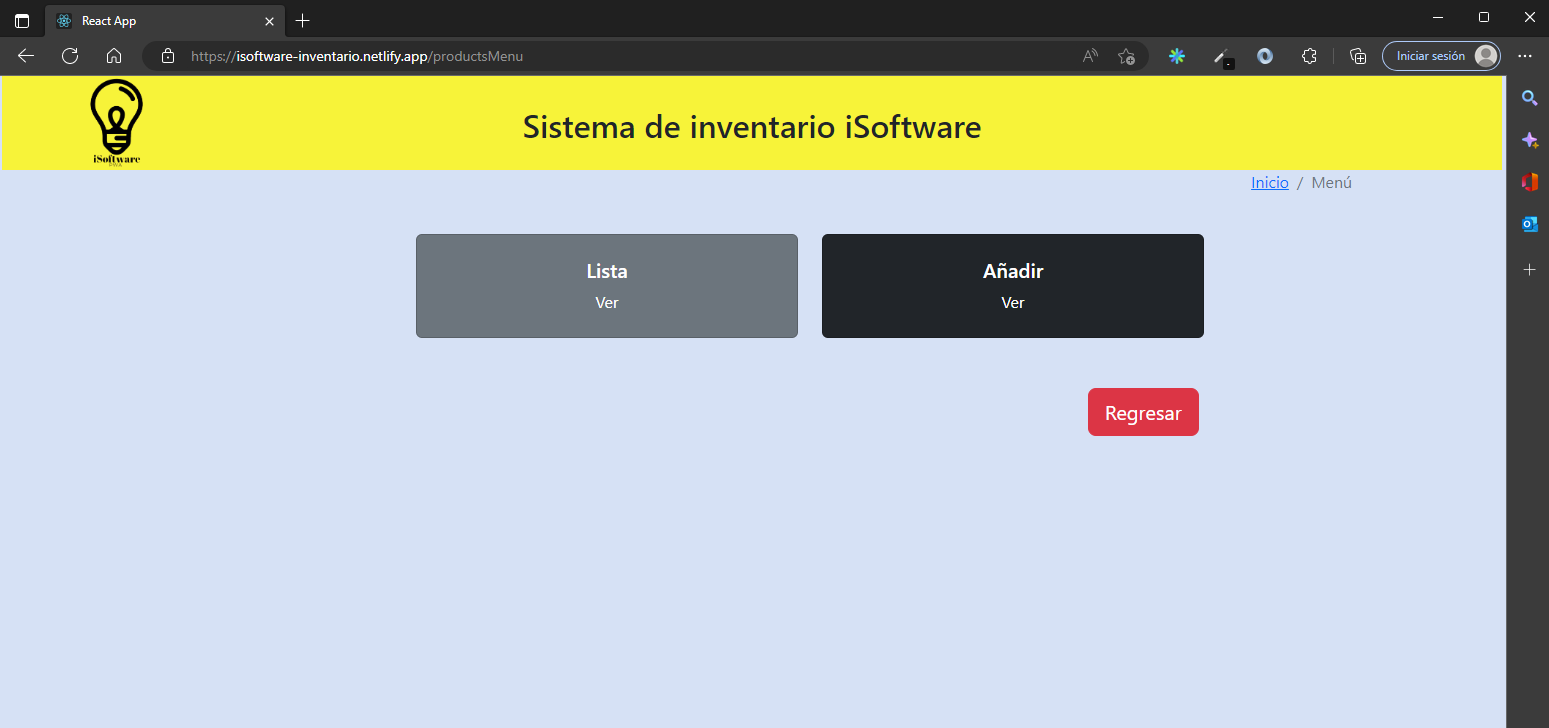 React App
https://isoftware-inventario.netlify.app/productsMenu
Iniciar sesión
iSoftware
Sistema de inventario iSoftware
Inicio / Menú
Lista
Ver
Añadir
Ver
Regresar